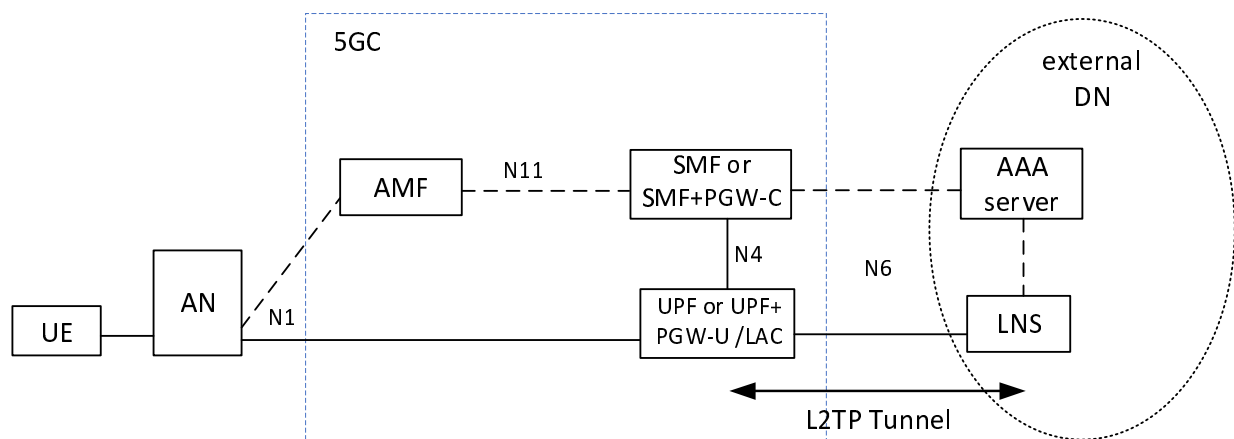 5GC
external
DN
AMF
N11
SMF or
SMF+PGW-C
AAA
server
N4
N6
AN
N1
UE
UPF or UPF+
PGW-U /LAC
LNS
L2TP Tunnel